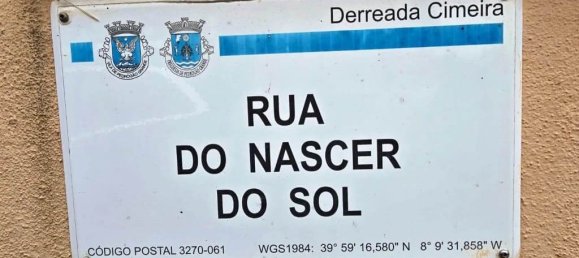 Derreada Cimeira
RUA
DO NASCER
DO SOL
CÓDIGO POSTAL 3270-061 WGS1984: 39° 59' 16,580" N 8° 9' 31,858" W